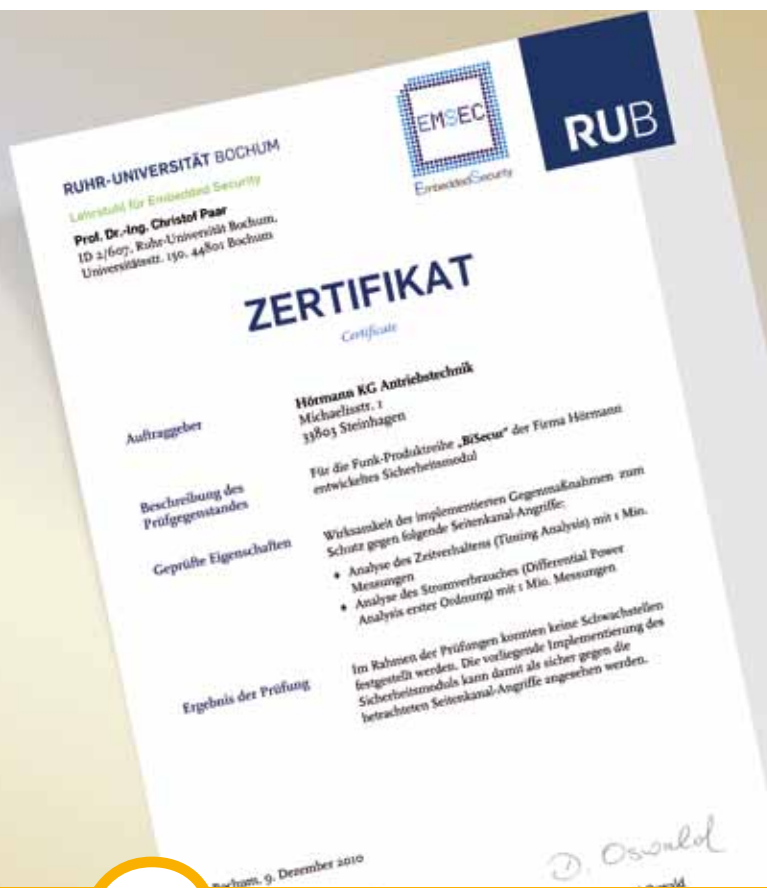 EMSEC
EmbeddedSecurity
RUB
RUHR-UNIVERSITÄT BOCHUM
Lehrstuhl für Embedded Security
Prof. Dr.-Ing. Christof Paar
ID 2/607, Ruhr-Universität Bochum,
Universitätsstr. 150, 44801 Bochum
ZERTIFIKAT
Certificate
Auftraggeber
Hörmann KG Antriebstechnik
Michaelisstr. 1
33803 Steinhagen
Beschreibung des
Prüfgegenstandes
Für die Funk-Produktreihe „BiSecur" der Firma Hörmann
entwickeltes Sicherheitsmodul
Geprüfte Eigenschaften
Wirksamkeit der implementierten Gegenmaßnahmen zum
Schutz gegen folgende Seitenkanal-Angriffe:
• Analyse des Zeitverhaltens (Timing Analysis) mit 1 Mio.
Messungen
• Analyse des Stromverbrauches (Differential Power
Analysis erster Ordnung) mit 1 Mio. Messungen
Ergebnis der Prüfung
Im Rahmen der Prüfungen konnten keine Schwachstellen
festgestellt werden. Die vorliegende Implementierung des
Sicherheitsmoduls kann damit als sicher gegen die
betrachteten Seitenkanal-Angriffe angesehen werden.
Bochum, 9. Dezember 2010
D. Oswald